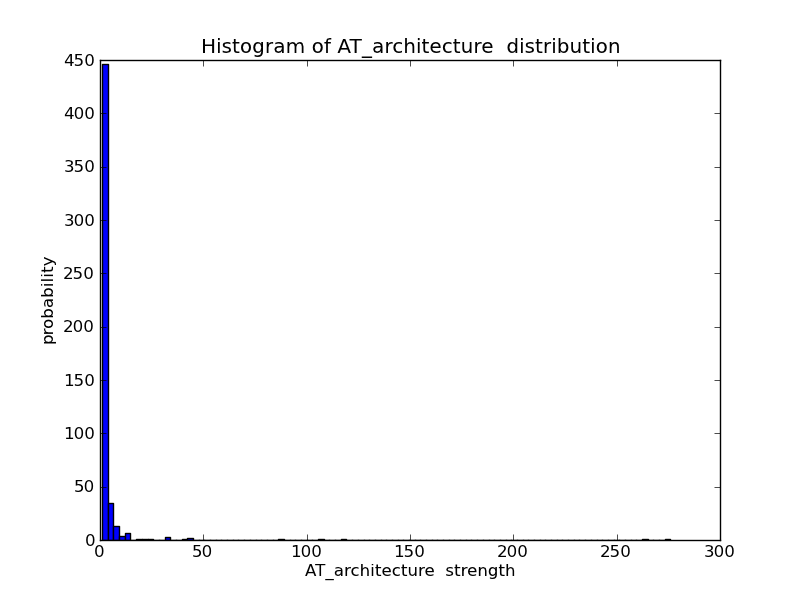 Histogram of AT_architecture  distribution
450
400
350
300
250
200
150
100
50
0
probability
0 50 100 150 200 250 300
AT_architecture  strength